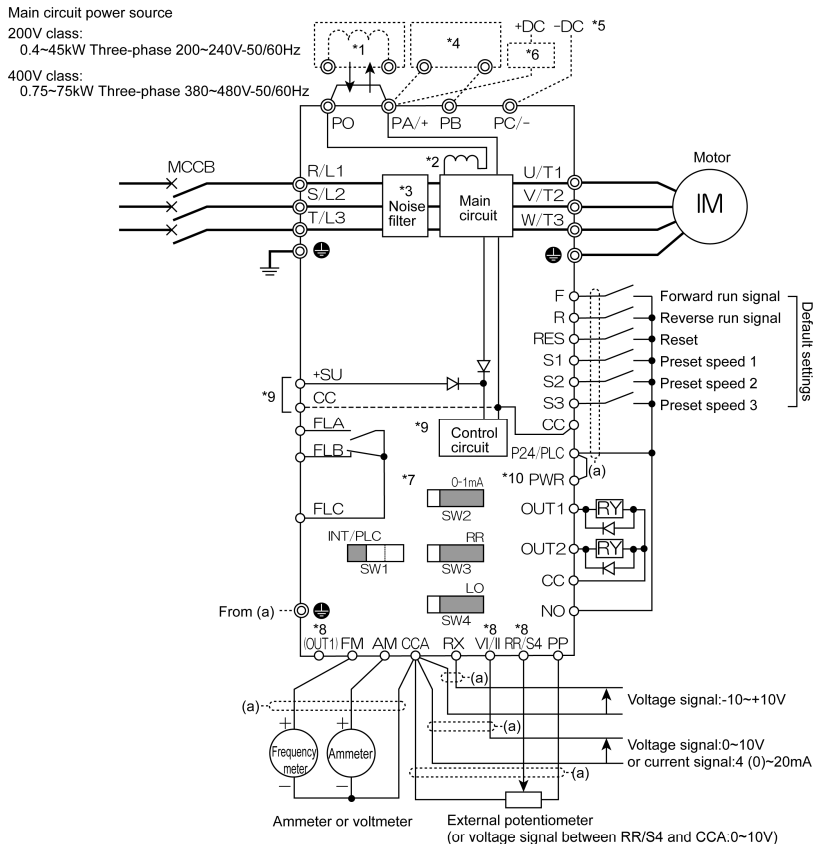 Main circuit power source
200V class:
0.4~45kW Three-phase 200~240V-50/60Hz
400V class:
0.75~75kW Three-phase 380~480V-50/60Hz
*1
*4
+DC -DC *5
*6
PO
PA/+
PB
PC/-
MCCB
R/L1
S/L2
T/L3
*3
Noise
filter
*2
Main
circuit
U/T1
V/T2
W/T3
Motor
IM
F
Forward run signal
R
Reverse run signal
RES
Reset
S1
Preset speed 1
S2
Preset speed 2
S3
Preset speed 3
Default settings
*9
+SU
CC
CC
FLA
FLB
FLC
*9
Control
circuit
P24/PLC
*10 PWR
(a)
*7
0-1mA
SW2
INT/PLC
SW1
RR
SW3
LO
SW4
OUT1
RY
OUT2
RY
CC
NO
From (a)
*8
*8
*8
(OUT1) FM AM CCA RX VI/II RR/S4 PP
(a)
Voltage signal:-10~+10V
(a)
(a)
Voltage signal:0~10V
or current signal:4 (0)~20mA
(a)
+
Frequency
meter
−
+
Ammeter
−
Ammeter or voltmeter
External potentiometer
(or voltage signal between RR/S4 and CCA:0~10V)